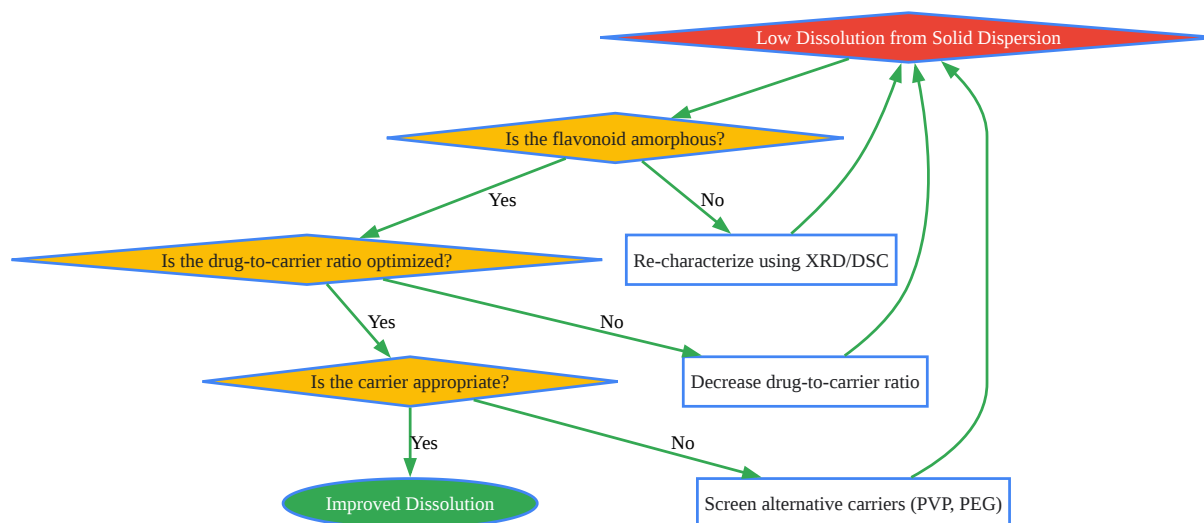 Low Dissolution from Solid Dispersion
Is the flavonoid amorphous?
Yes
No
Is the drug-to-carrier ratio optimized?
Re-characterize using XRD/DSC
Yes
No
Is the carrier appropriate?
Decrease drug-to-carrier ratio
Yes
No
Improved Dissolution
Screen alternative carriers (PVP, PEG)